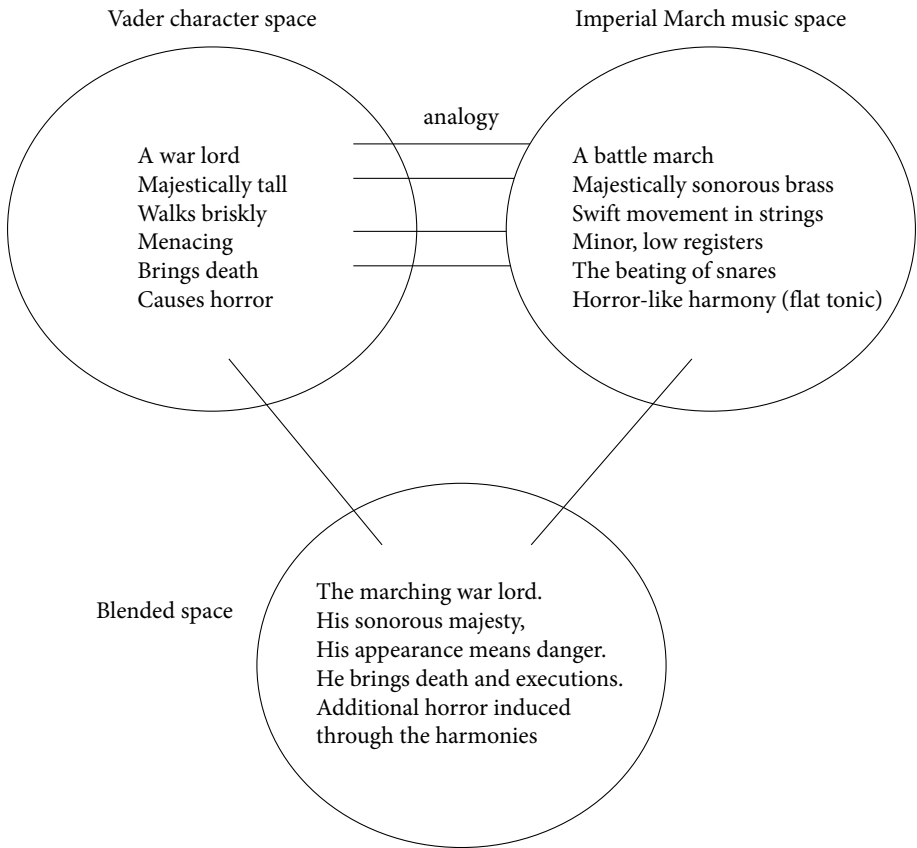 Vader character space
Imperial March music space
analogy
A war lord
Majestically tall
Walks briskly
Menacing
Brings death
Causes horror
A battle march
Majestically sonorous brass
Swift movement in strings
Minor, low registers
The beating of snares
Horror-like harmony (flat tonic)
Blended space
The marching war lord.
His sonorous majesty,
His appearance means danger.
He brings death and executions.
Additional horror induced
through the harmonies